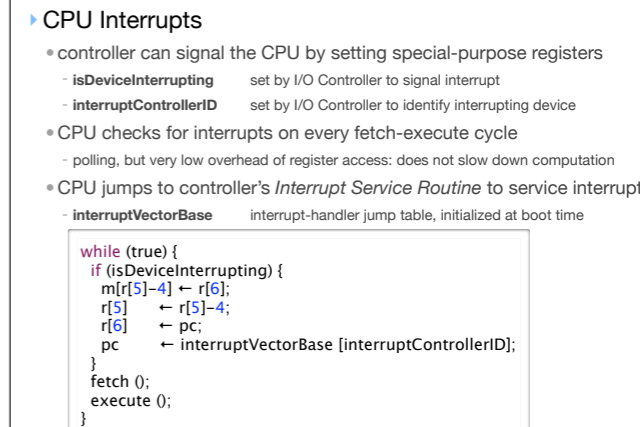 CPU Interrupts
controller can signal the CPU by setting special-purpose registers
isDeviceInterrupting set by I/O Controller to signal interrupt
interruptControllerID set by I/O Controller to identify interrupting device
CPU checks for interrupts on every fetch-execute cycle
- polling, but very low overhead of register access: does not slow down computation
CPU jumps to controller's Interrupt Service Routine to service interrupt
- interruptVectorBase interrupt-handler jump table, initialized at boot time
while (true) {
if (isDeviceInterrupting) {
m[r[5]-4] ← r[6];
r[5] ← r[5]-4;
r[6] ← pc;
pc ← interruptVectorBase [interruptControllerID];
}
fetch ();
execute ();
}